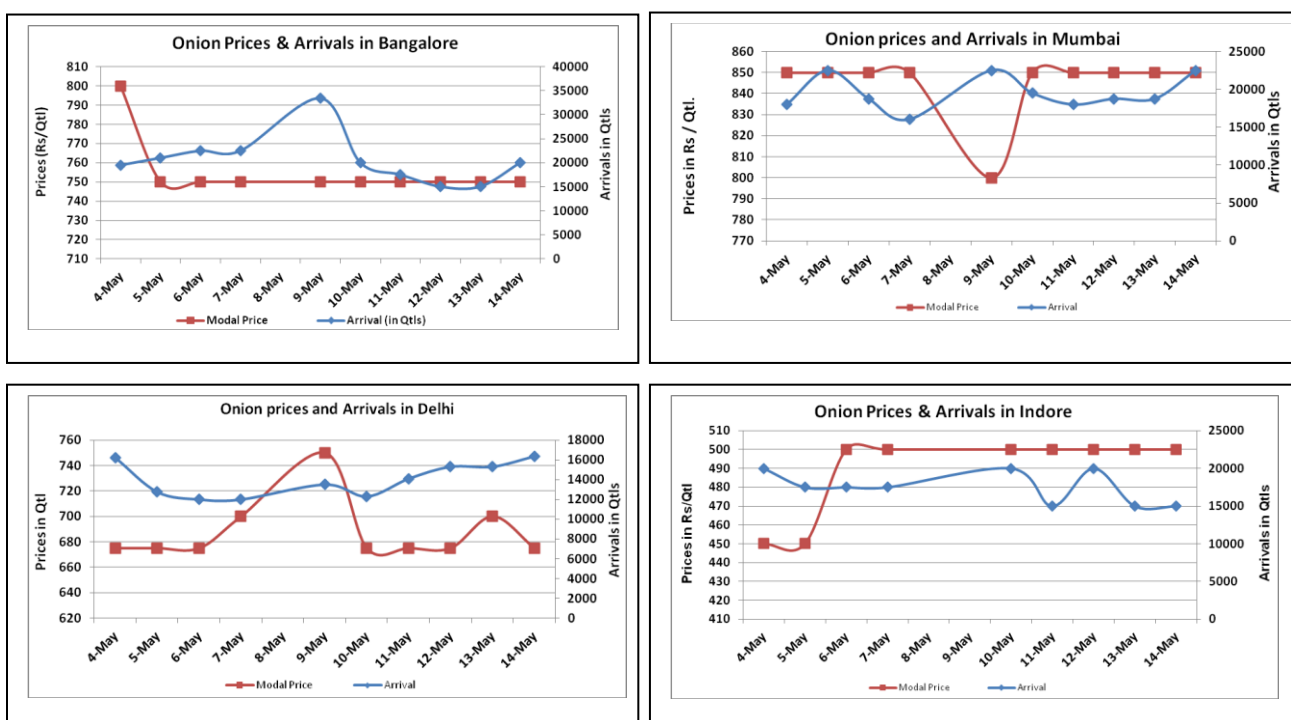 Onion Prices & Arrivals in Bangalore
Prices (Rs/Qtl)
810
800
790
780
770
760
750
740
730
720
710
40000
35000
30000
25000
20000
15000
10000
5000
0
Arrivals in Qtls
4-May
5-May
6-May
7-May
8-May
9-May
10-May
11-May
12-May
13-May
14-May
Modal Price
Arrival (in Qtls)
Onion prices and Arrivals in Mumbai
Prices in Rs / Qtl.
860
850
840
830
820
810
800
790
780
770
25000
20000
15000
10000
5000
0
Arrivals in Qtls
4-May
5-May
6-May
7-May
8-May
9-May
10-May
11-May
12-May
13-May
14-May
Modal Price
Arrival
Onion prices and Arrivals in Delhi
Prices in Qtl
760
740
720
700
680
660
640
620
18000
16000
14000
12000
10000
8000
6000
4000
2000
0
Arrivals in Qtls
4-May
5-May
6-May
7-May
8-May
9-May
10-May
11-May
12-May
13-May
14-May
Modal Price
Arrival
Onion Prices & Arrivals in Indore
Prices in Rs/Qtl
510
500
490
480
470
460
450
440
430
420
410
25000
20000
15000
10000
5000
0
Arrivals in Qtls
4-May
5-May
6-May
7-May
8-May
9-May
10-May
11-May
12-May
13-May
14-May
Modal Price
Arrival